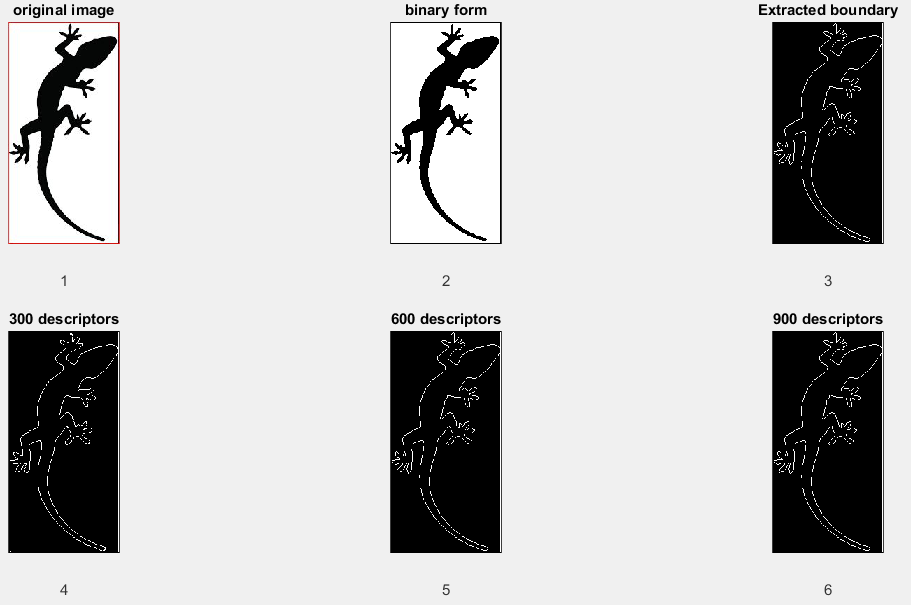 original image
binary form
Extracted boundary
1
2
3
300 descriptors
600 descriptors
900 descriptors
4
5
6